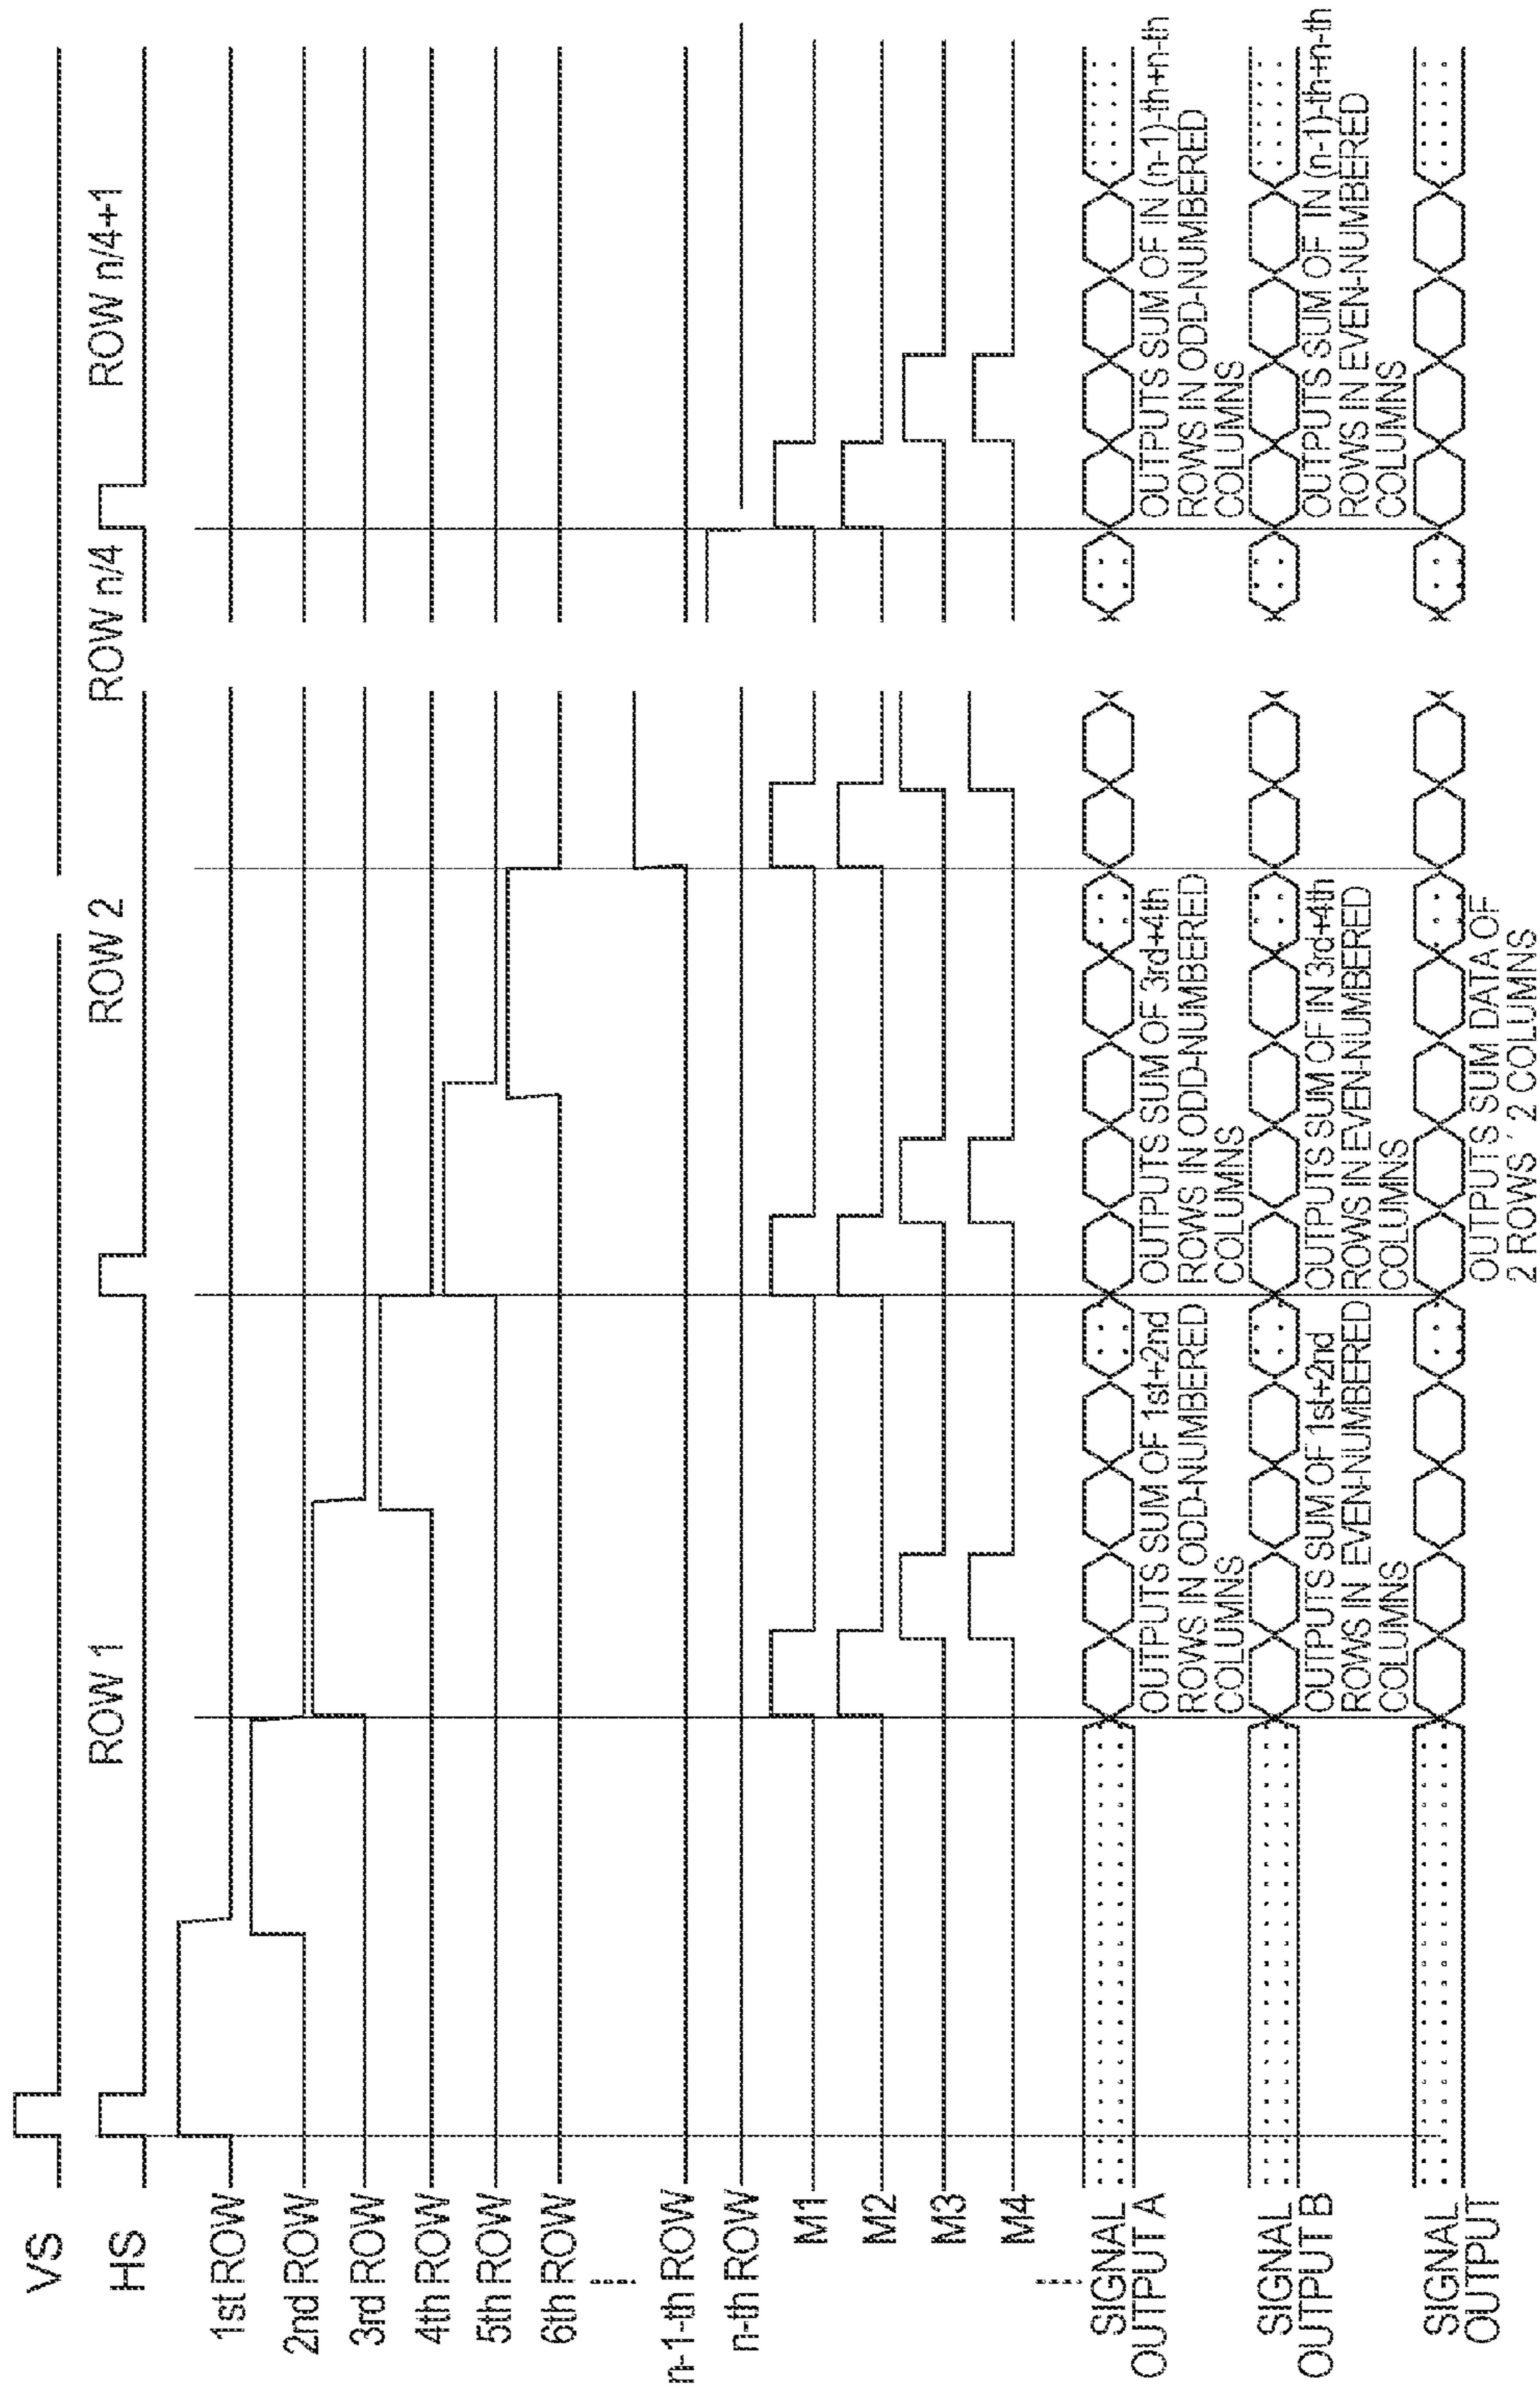 VS
HS
ROW 1
ROW 2
ROW n/4
ROW n/4+1
1st ROW
2nd ROW
3rd ROW
4th ROW
5th ROW
6th ROW
n-1-th ROW
n-th ROW
M1
M2
M3
M4
SIGNAL
OUTPUT A
OUTPUTS SUM OF 1st+2nd
ROWS IN ODD-NUMBERED
COLUMNS
OUTPUTS SUM OF 3rd+4th
ROWS IN ODD-NUMBERED
COLUMNS
OUTPUTS SUM OF IN (n-1)-th+n-th
ROWS IN ODD-NUMBERED
COLUMNS
SIGNAL
OUTPUT B
OUTPUTS SUM OF 1st+2nd
ROWS IN EVEN-NUMBERED
COLUMNS
OUTPUTS SUM OF IN 3rd+4th
ROWS IN EVEN-NUMBERED
COLUMNS
OUTPUTS SUM OF IN (n-1)-th+n-th
ROWS IN EVEN-NUMBERED
COLUMNS
SIGNAL
OUTPUT
OUTPUTS SUM DATA OF
2 ROWS ´ 2 COLUMNS